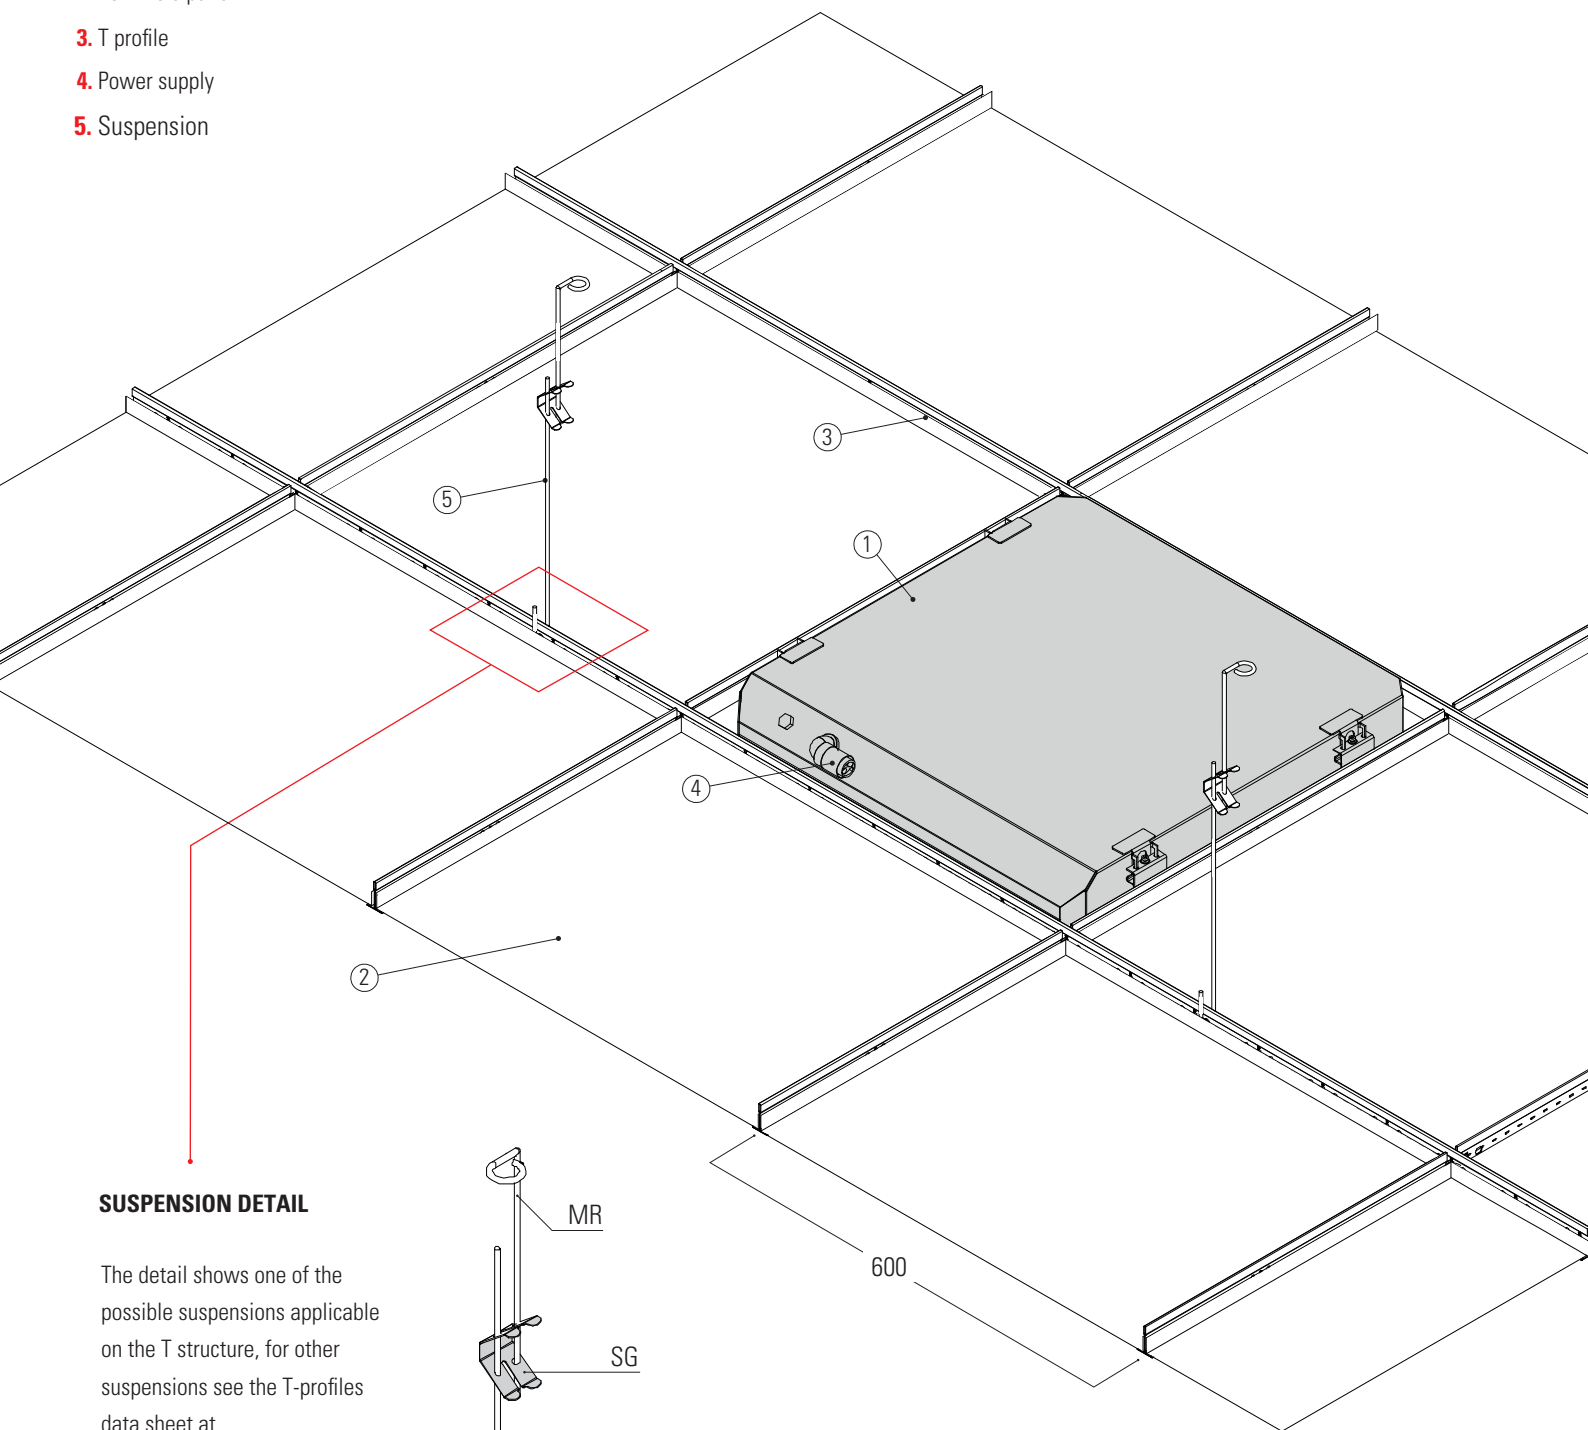 3. T profile
4. Power supply
5. Suspension
3
5
1
4
2
SUSPENSION DETAIL
The detail shows one of the
possible suspensions applicable
on the T structure, for other
suspensions see the T-profiles
data sheet at
MR
SG
600